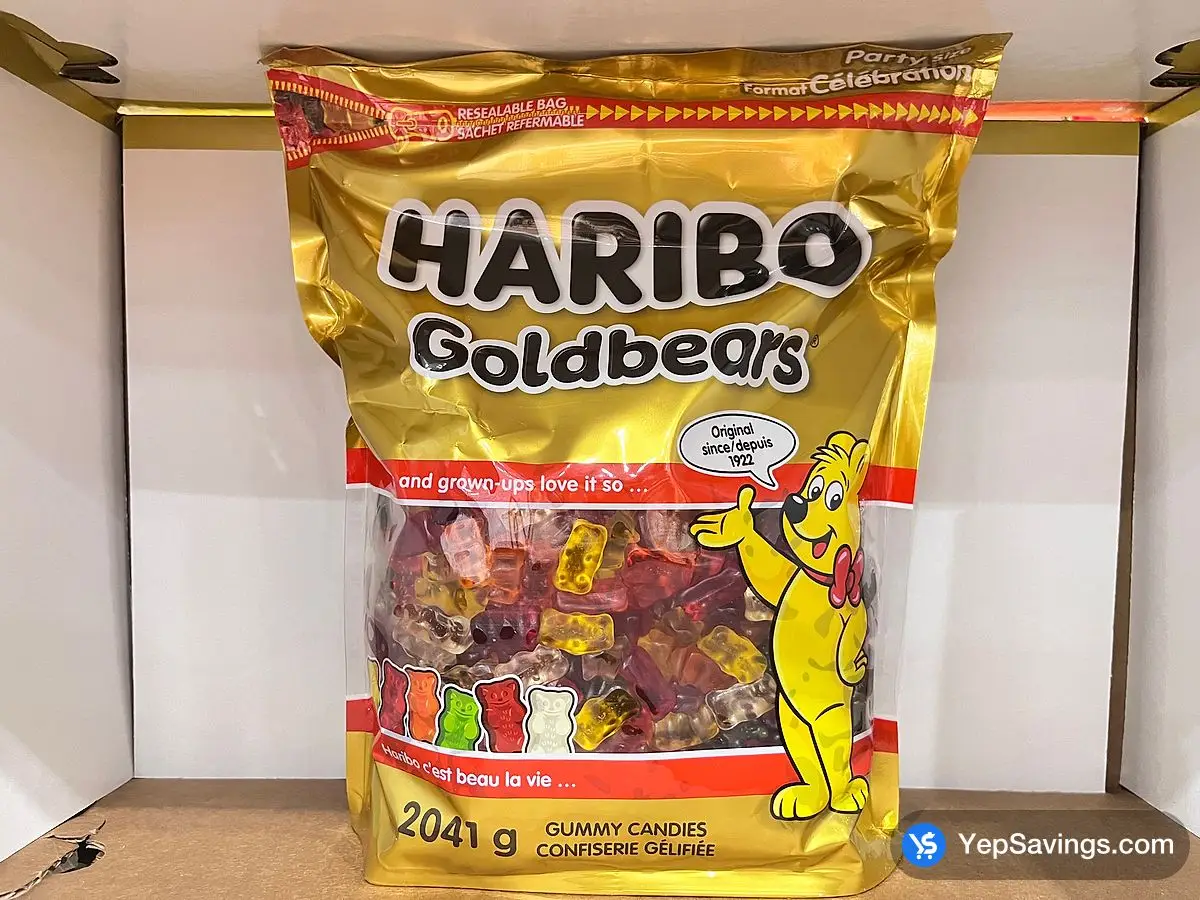 Party Size
Format Célébration
RESEALABLE BAG
SACHET REFERMABLE
HARIBO
Goldbears®
Original
since/depuis
1922
and grown-ups love it so ...
Haribo c'est beau la vie ...
2041 g
GUMMY CANDIES
CONFISERIE GÉLIFIÉE
YepSavings.com